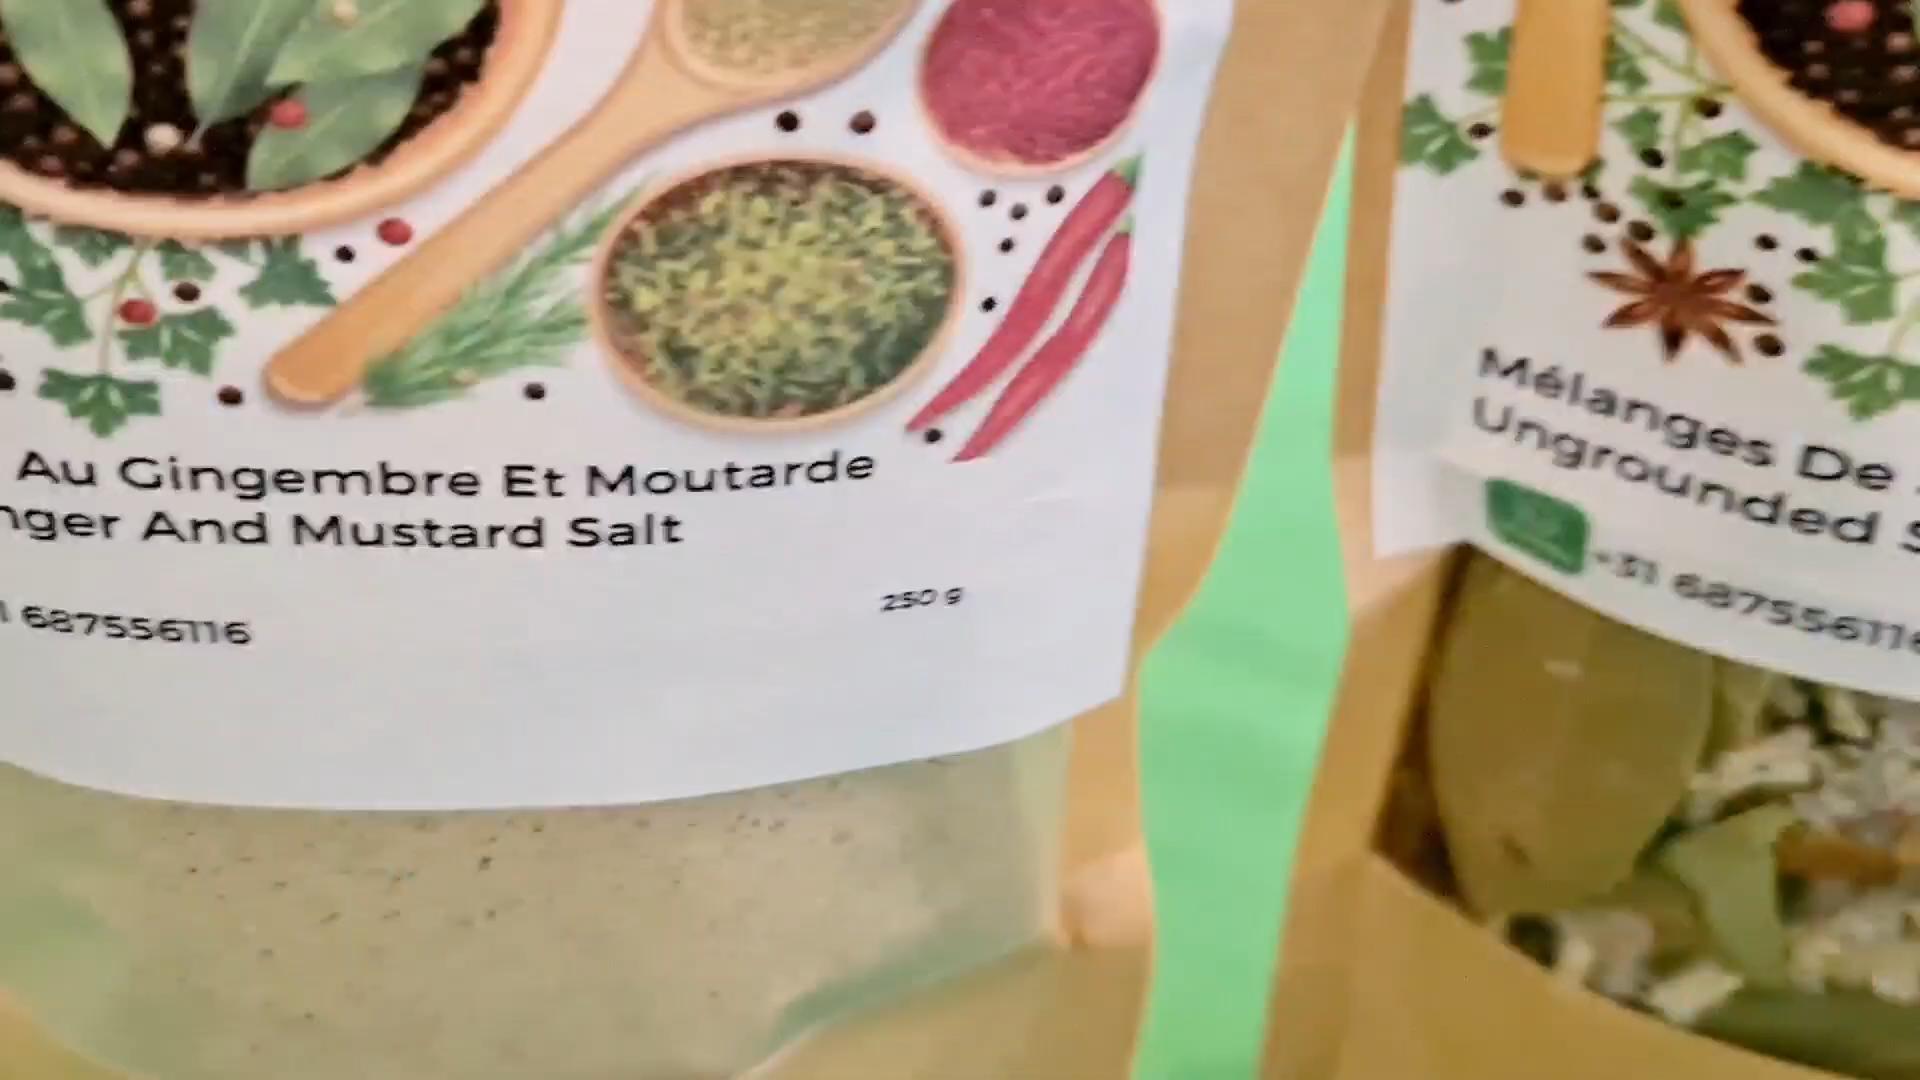 Au Gingembre Et Moutarde
nger And Mustard Salt
687556116
250 g
Mélanges De
Ungrounded S
+31 687556116